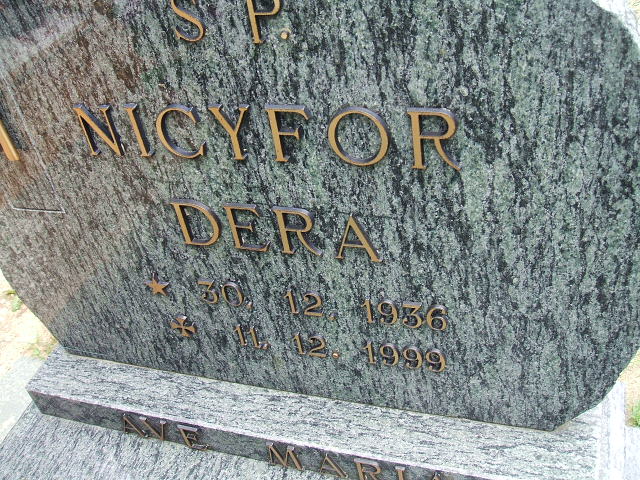 S P.
NICYFOR
DERA
★ 30. 12. 1936
✠ 11. 12. 1999
AVE MARIA